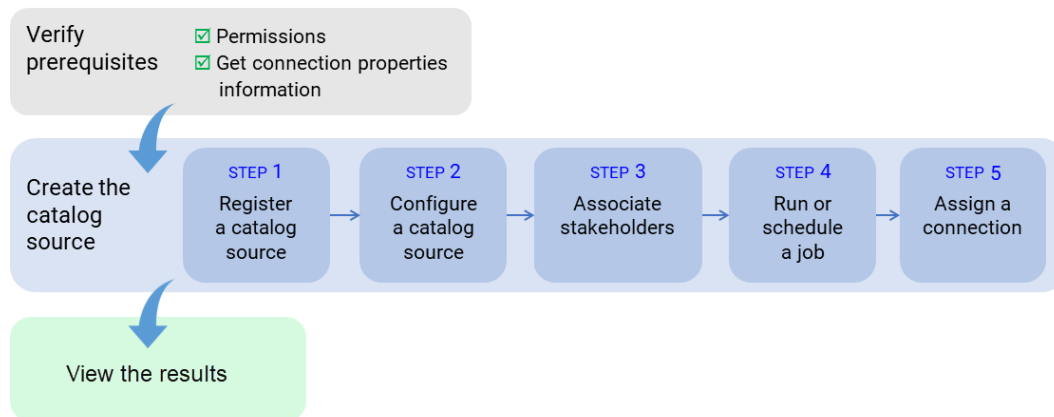 Verify
prerequisites
☑ Permissions
☑ Get connection properties
information
Create the
catalog
source
STEP 1
Register
a catalog
source
STEP 2
Configure
a catalog
source
STEP 3
Associate
stakeholders
STEP 4
Run or
schedule
a job
STEP 5
Assign a
connection
View the results